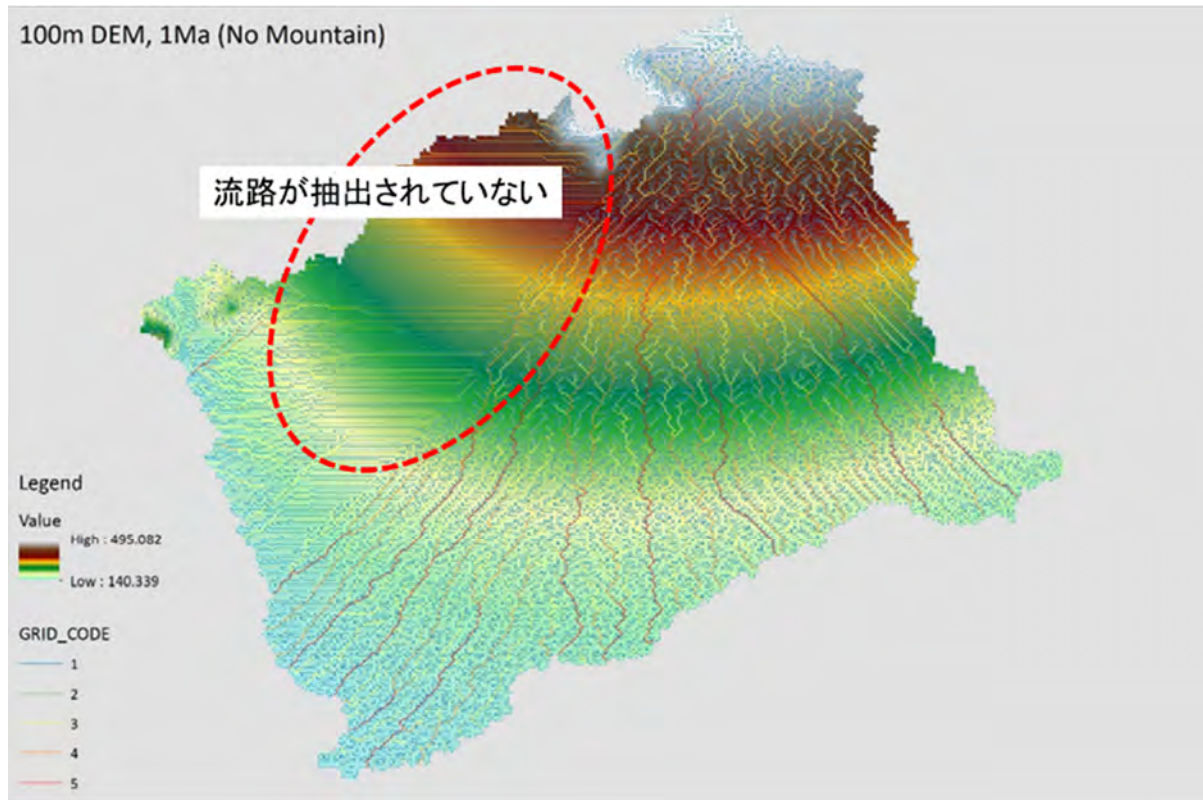 100m DEM, 1Ma (No Mountain)
流路が抽出されていない
Legend
Value
High : 495.082
Low : 140.339
GRID_CODE
1
2
3
4
5